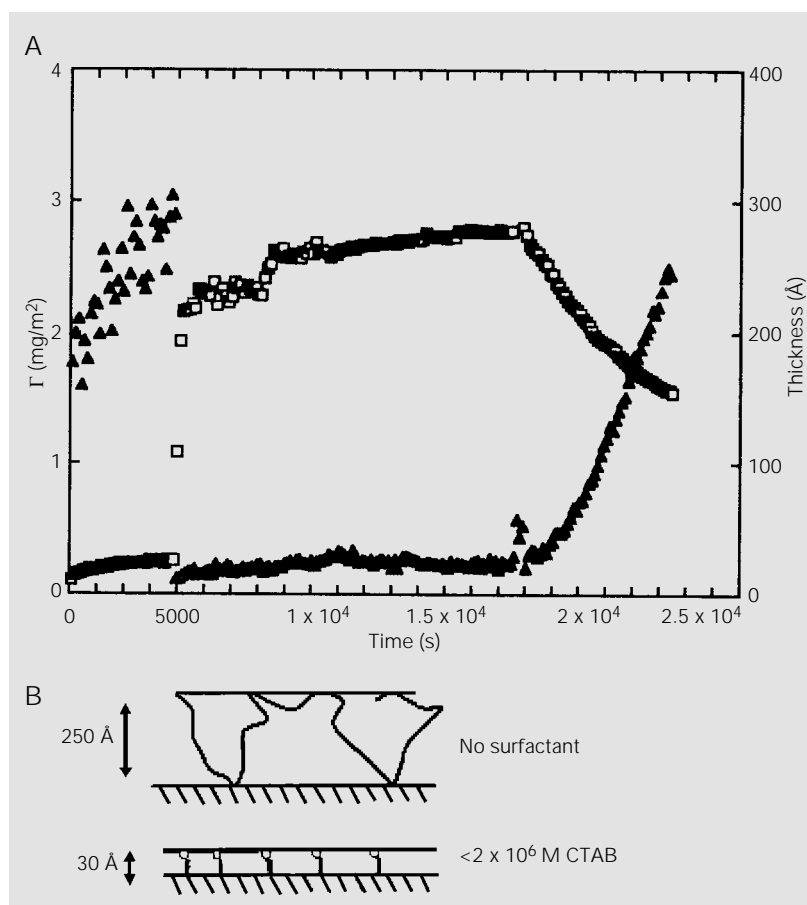 A
4
3
2
1
0
Γ (mg/m²)
400
300
200
100
0
Thickness (Å)
0
5000
1 x 10⁴
1.5 x 10⁴
2 x 10⁴
2.5 x 10⁴
Time (s)
B
250 Å
No surfactant
30 Å
<2 x 10⁶ M CTAB